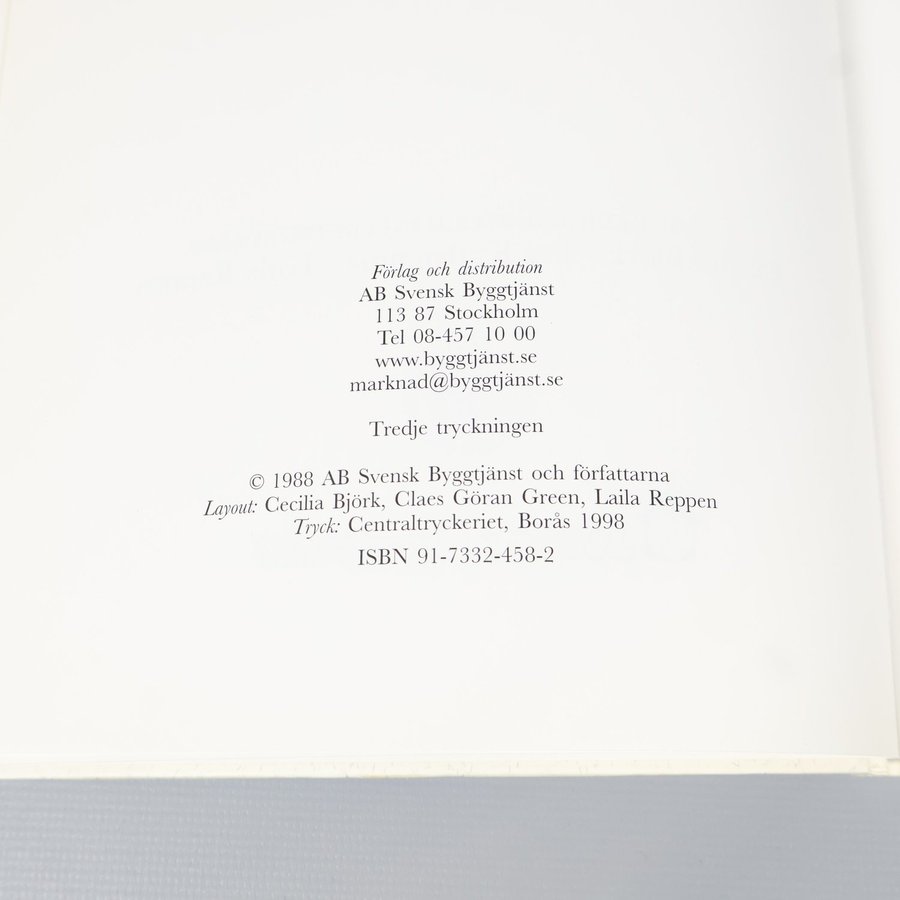 Förlag och distribution
AB Svensk Byggtjänst
113 87 Stockholm
Tel 08-457 10 00
www.byggtjänst.se
marknad@byggtjänst.se
Tredje tryckningen
© 1988 AB Svensk Byggtjänst och författarna
Layout: Cecilia Björk, Claes Göran Green, Laila Reppen
Tryck: Centraltryckeriet, Borås 1998
ISBN 91-7332-458-2